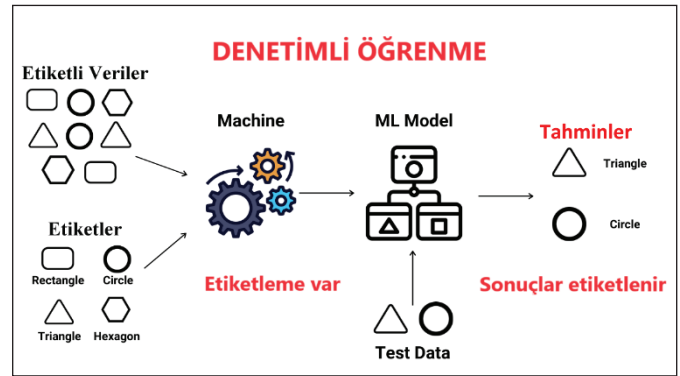 DENETİMLİ ÖĞRENME
Etiketli Veriler
Machine
ML Model
Tahminler
Triangle
Circle
Etiketler
Rectangle
Circle
Triangle
Hexagon
Etiketleme var
Sonuçlar etiketlenir
Test Data